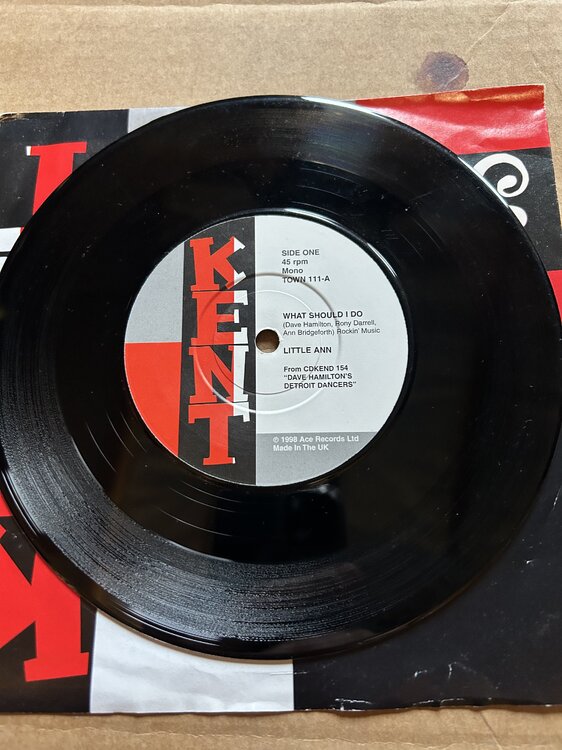 KENT
SIDE ONE
45 rpm
Mono
TOWN 111-A
WHAT SHOULD I DO
(Dave Hamilton, Rony Darrell,
Ann Bridgeforth) Rockin' Music
LITTLE ANN
From CDKEND 154
"DAVE HAMILTON'S
DETROIT DANCERS"
℗ 1998 Ace Records Ltd
Made In The UK